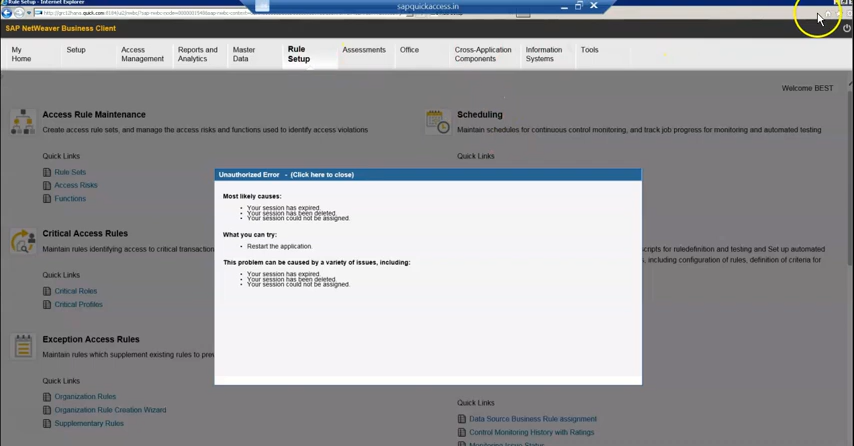 Rule Setup - Internet Explorer
sapquickaccess.in
SAP NetWeaver Business Client
My Home
Setup
Access Management
Reports and Analytics
Master Data
Rule Setup
Assessments
Office
Cross-Application Components
Information Systems
Tools
Welcome BEST
Access Rule Maintenance
Create access rule sets, and manage the access risks and functions used to identify access violations
Quick Links
Rule Sets
Access Risks
Functions
Scheduling
Maintain schedules for continuous control monitoring, and track job progress for monitoring and automated testing
Quick Links
Unauthorized Error - (Click here to close)
Most likely causes:
• Your session has expired.
• Your session has been deleted.
• Your session could not be assigned.
What you can try:
• Restart the application.
This problem can be caused by a variety of issues, including:
• Your session has expired.
• Your session has been deleted.
• Your session could not be assigned.
Critical Access Rules
Maintain rules identifying access to critical transaction
Quick Links
Critical Roles
Critical Profiles
scripts for ruledefinition and testing and Set up automated
, including configuration of rules, definition of criteria for
Exception Access Rules
Maintain rules which supplement existing rules to pre
Quick Links
Organization Rules
Organization Rule Creation Wizard
Supplementary Rules
Quick Links
Data Source Business Rule Assignment
Control Monitoring History with Ratings